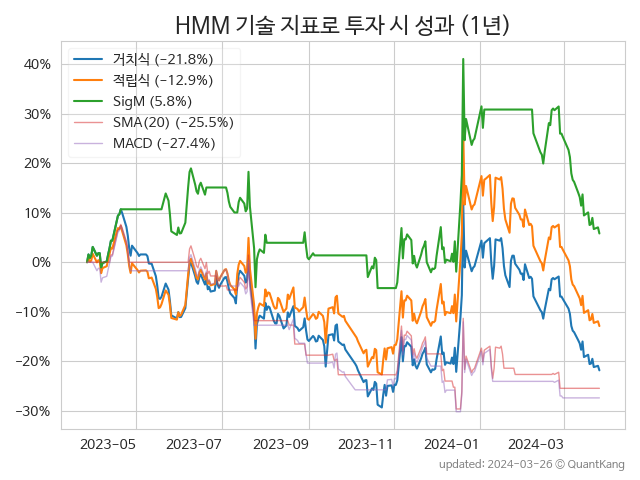 HMM 기술 지표로 투자 시 성과 (1년)
거치식 (−21.8%)
적립식 (−12.9%)
SigM (5.8%)
SMA(20) (−25.5%)
MACD (−27.4%)
40%
30%
20%
10%
0%
−10%
−20%
−30%
2023-05 2023-07 2023-09 2023-11 2024-01 2024-03
updated: 2024-03-26 ⓒ QuantKang